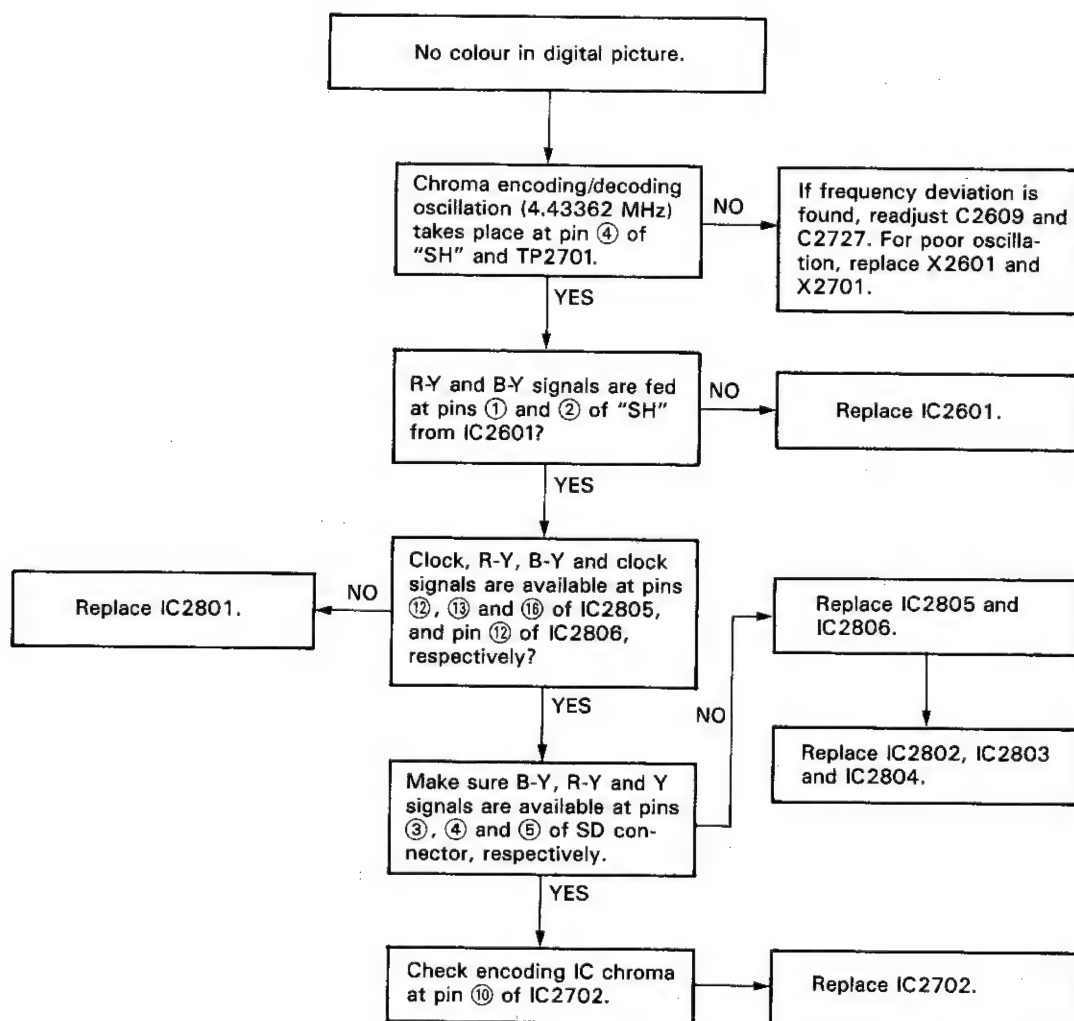 No colour in digital picture.
Chroma encoding/decoding
oscillation (4.43362 MHz)
takes place at pin ④ of
"SH" and TP2701.
NO
If frequency deviation is
found, readjust C2609 and
C2727. For poor oscilla-
tion, replace X2601 and
X2701.
YES
R-Y and B-Y signals are fed
at pins ① and ② of "SH"
from IC2601?
NO
Replace IC2601.
YES
Clock, R-Y, B-Y and clock
signals are available at pins
⑫, ⑬ and ⑯ of IC2805,
and pin ⑫ of IC2806,
respectively?
NO
Replace IC2801.
YES
Make sure B-Y, R-Y and Y
signals are available at pins
③, ④ and ⑤ of SD con-
nector, respectively.
NO
Replace IC2805 and
IC2806.
Replace IC2802, IC2803
and IC2804.
YES
Check encoding IC chroma
at pin ⑩ of IC2702.
Replace IC2702.